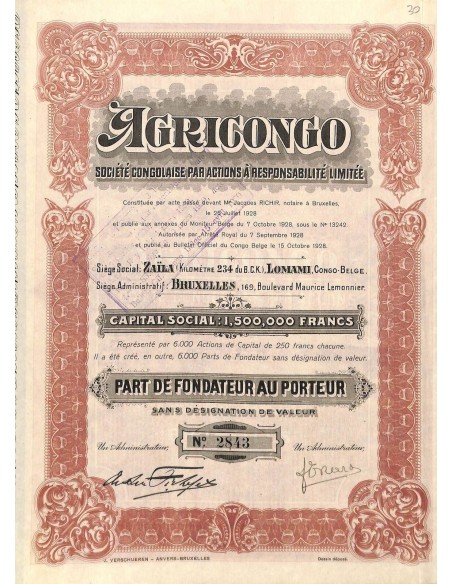 30
AGRICONGO
SOCIÉTÉ CONGOLAISE PAR ACTIONS À RESPONSABILITÉ LIMITÉE
Constituée par acte passé devant Me Jacques RICHIR, notaire à Bruxelles,
le 25 Juillet 1928
et publié aux annexes du Moniteur Belge du 7 Octobre 1928, sous le No 13242.
Autorisée par Arrêté Royal du 7 Septembre 1928
et publié au Bulletin Officiel du Congo Belge le 15 Octobre 1928.
Siège Social: ZAÏLA (KILOMÈTRE 234 du B.C.K.), LOMAMI, CONGO-BELGE.
Siège Administratif: BRUXELLES, 169, Boulevard Maurice Lemonnier.
CAPITAL SOCIAL: 1,500,000 FRANCS
Représenté par 6.000 Actions de Capital de 250 francs chacune.
Il a été créé, en outre, 6.000 Parts de Fondateur sans désignation de valeur.
PART DE FONDATEUR AU PORTEUR
SANS DÉSIGNATION DE VALEUR
Un Administrateur, No 2843 Un Administrateur,
J. VERSCHUEREN - ANVERS-BRUXELLES